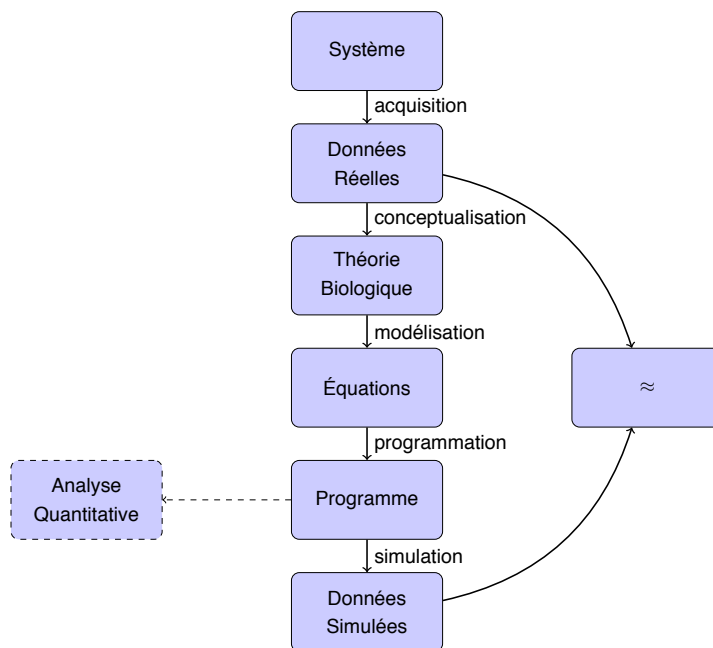 Système
acquisition
Données
Réelles
conceptualisation
Théorie
Biologique
modélisation
Équations
≈
programmation
Analyse
Quantitative
Programme
simulation
Données
Simulées